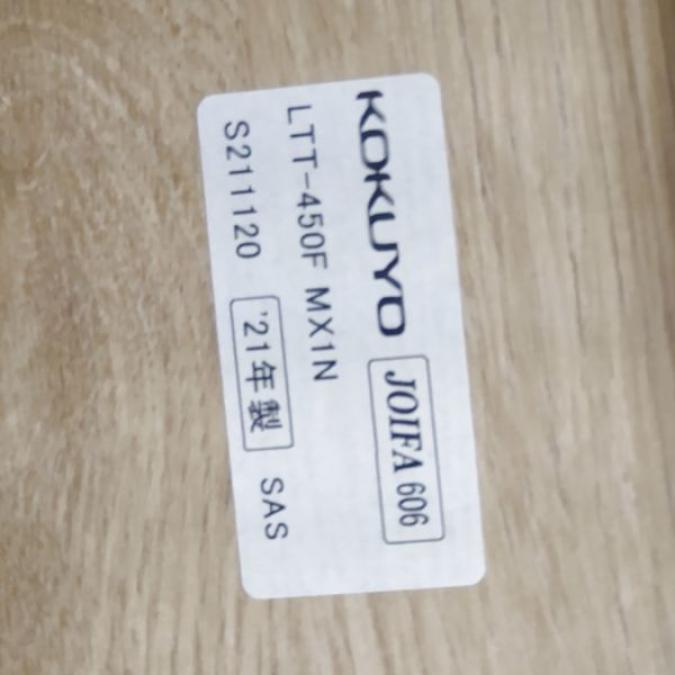 KOKUYO JOIFA 606
LTT-450F MX1N
S211120 '21年製 SAS